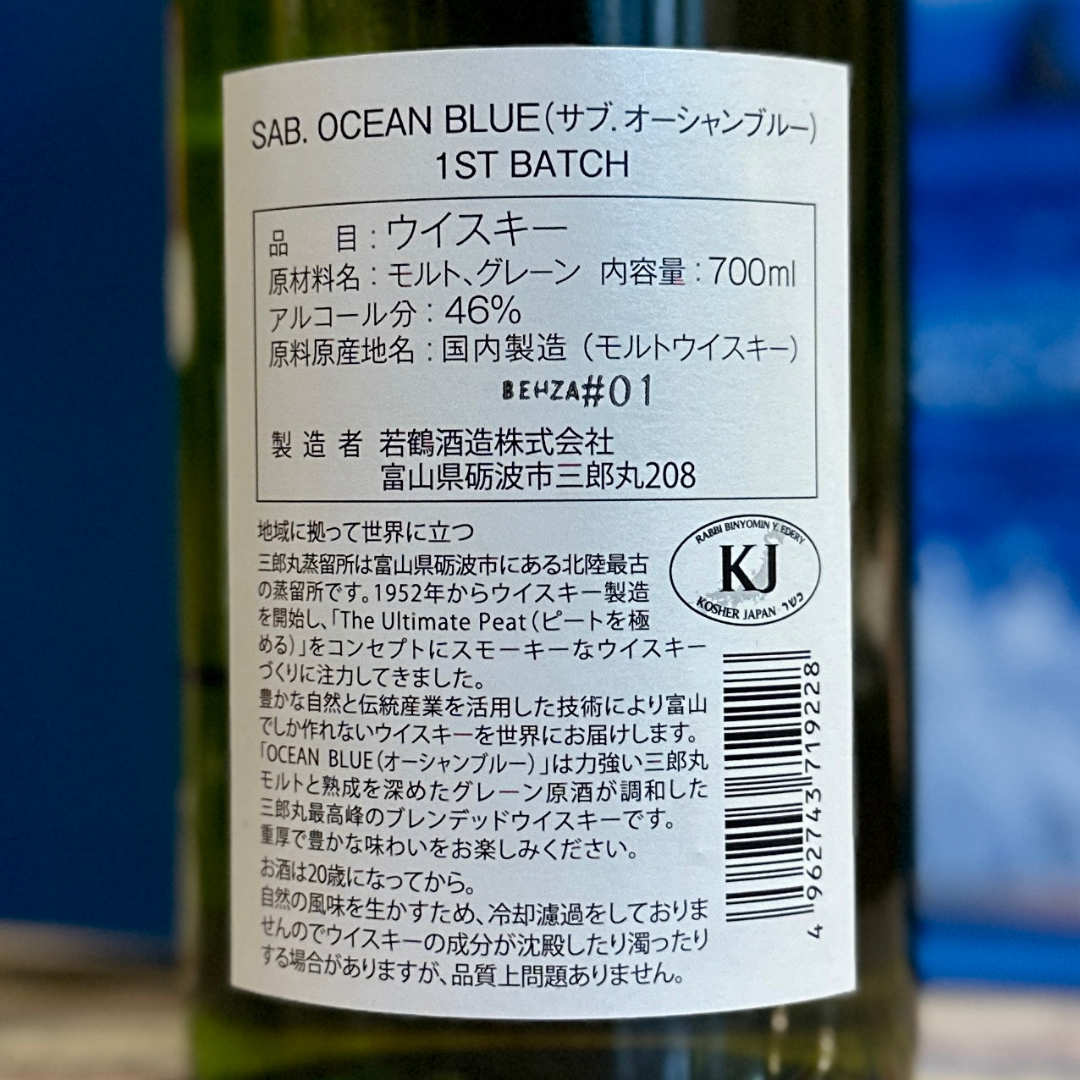 SAB. OCEAN BLUE(サブ.オーシャンブルー)
1ST BATCH
品　目:ウイスキー
原材料名:モルト、グレーン 内容量:700ml
アルコール分:46%
原料原産地名:国内製造(モルトウイスキー)
BEHZA#01
製造者 若鶴酒造株式会社
富山県砺波市三郎丸208
地域に拠って世界に立つ
三郎丸蒸留所は富山県砺波市にある北陸最古
の蒸留所です。1952年からウイスキー製造
を開始し、「The Ultimate Peat(ピートを極
める)」をコンセプトにスモーキーなウイスキー
づくりに注力してきました。
豊かな自然と伝統産業を活用した技術により富山
でしか作れないウイスキーを世界にお届けします。
「OCEAN BLUE(オーシャンブルー)」は力強い三郎丸
モルトと熟成を深めたグレーン原酒が調和した
三郎丸最高峰のブレンデッドウイスキーです。
重厚で豊かな味わいをお楽しみください。
お酒は20歳になってから。
自然の風味を生かすため、冷却濾過をしておりま
せんのでウイスキーの成分が沈殿したり濁ったり
する場合がありますが、品質上問題ありません。
RABBI BINYOMIN Y. EDERY
KJ
KOSHER JAPAN כשר
4 962743 719228